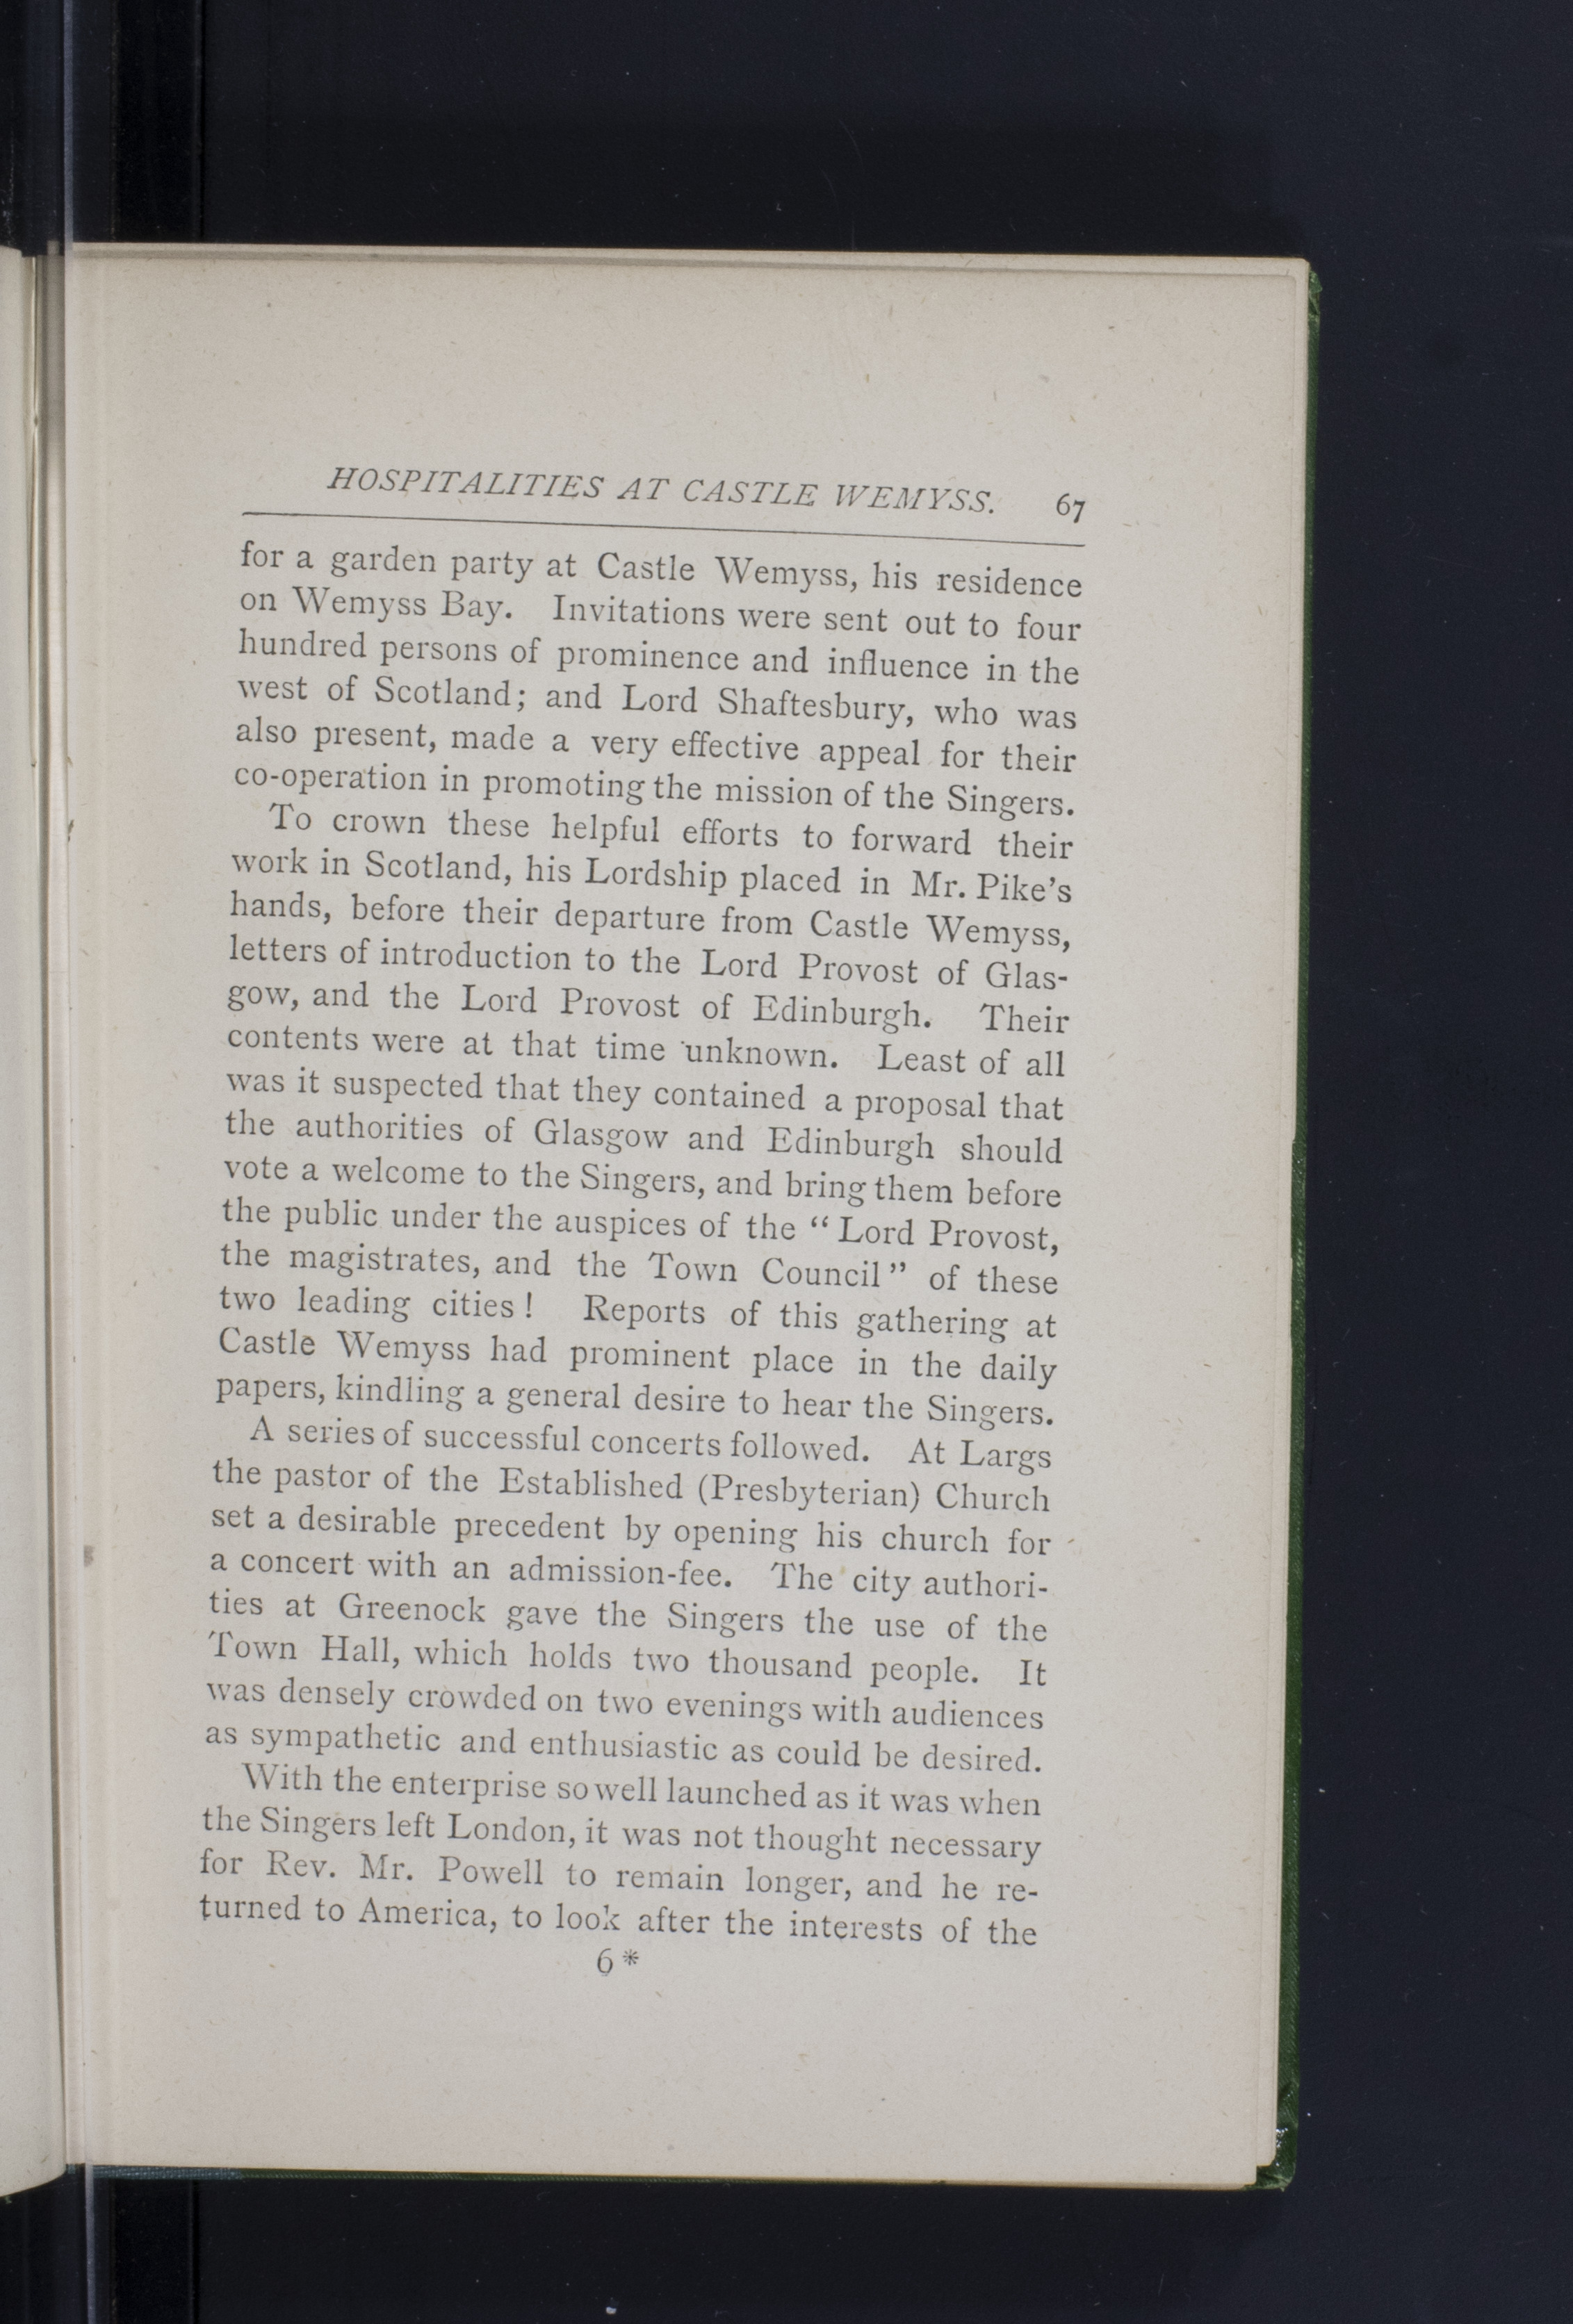 HOSPITALITIES AT CASTLE WEMYSS. 67
for a garden party at Castle Wemyss, his residence
on Wemyss Bay. Invitations were sent out to four
hundred persons of prominence and influence in the
west of Scotland; and Lord Shaftesbury, who was
also present, made a very effective appeal for their
co-operation in promoting the mission of the Singers.
To crown these helpful efforts to forward their
work in Scotland, his Lordship placed in Mr. Pike’s
hands, before their departure from Castle Wemyss,
letters of introduction to the Lord Provost of Glas-
gow, and the Lord Provost of Edinburgh. Their
contents were at that time unknown. Least of all
was it suspected that they contained a proposal that
the authorities of Glasgow and Edinburgh should
vote a welcome to the Singers, and bring them before
the public under the auspices of the “Lord Provost,
the magistrates, and the Town Council” of these
two leading cities! Reports of this gathering at
Castle Wemyss had prominent place in the daily
papers, kindling a general desire to hear the Singers.
A series of successful concerts followed. At Largs
the pastor of the Established (Presbyterian) Church
set a desirable precedent by opening his church for
a concert with an admission-fee. The city authori-
ties at Greenock gave the Singers the use of the
Town Hall, which holds two thousand people. It
was densely crowded on two evenings with audiences
as sympathetic and enthusiastic as could be desired.
With the enterprise so well launched as it was when
the Singers left London, it was not thought necessary
for Rev. Mr. Powell to remain longer, and he re-
turned to America, to look after the interests of the
6*